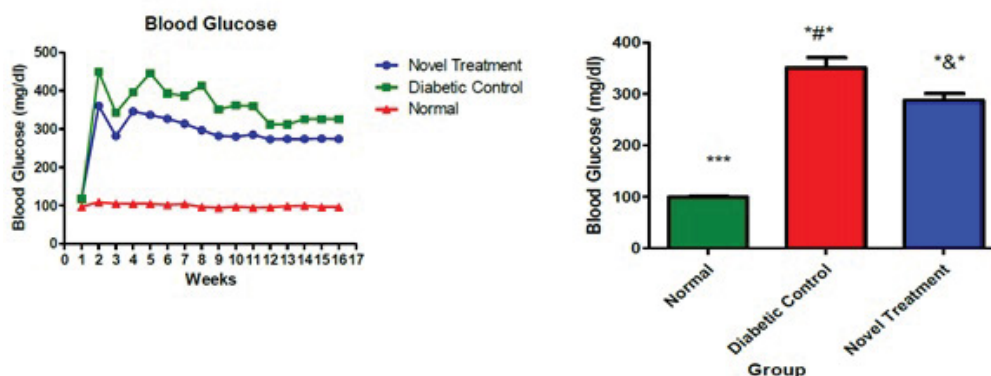 Blood Glucose
Blood Glucose (mg/dl)
500
400
300
200
100
0
0 1 2 3 4 5 6 7 8 9 10 11 12 13 14 15 16 17
Weeks
Novel Treatment
Diabetic Control
Normal
Blood Glucose (mg/dl)
400
300
200
100
0
***
*#*
*&*
Normal
Diabetic Control
Novel Treatment
Group